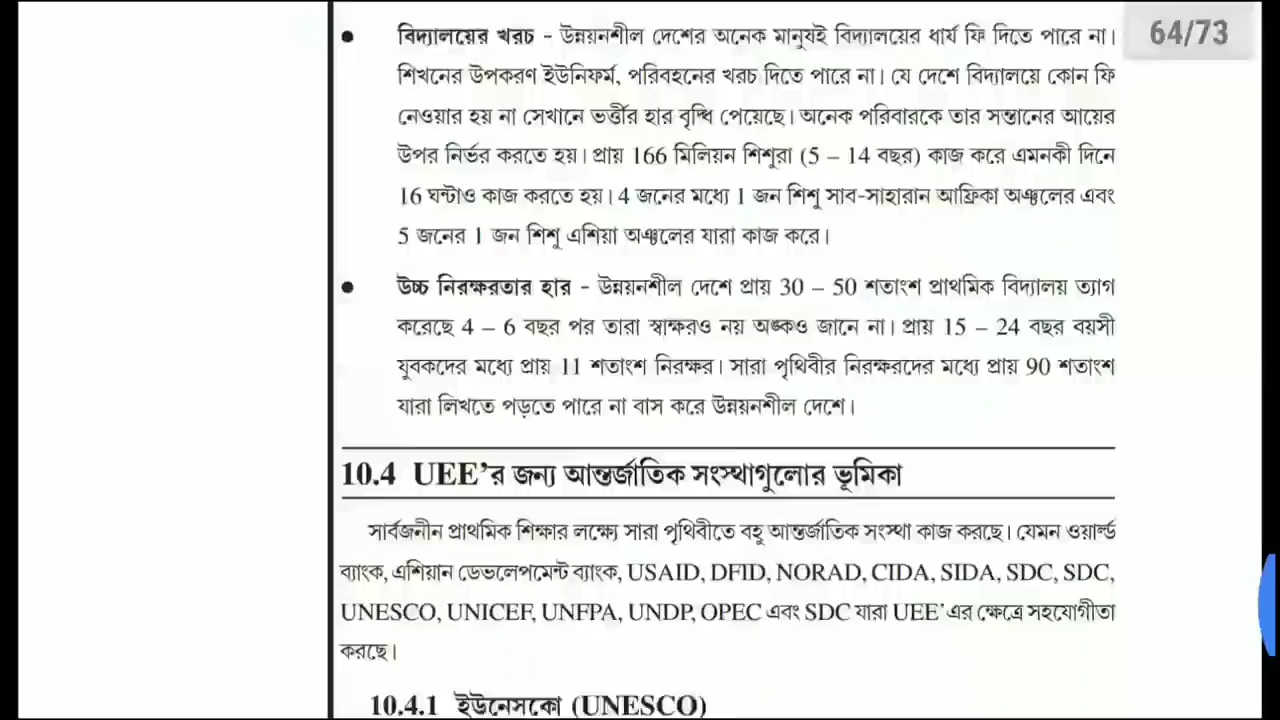 64/73
• বিদ্যালয়ের খরচ - উন্নয়নশীল দেশের অনেক মানুষই বিদ্যালয়ের ধার্য ফি দিতে পারে না।
শিখনের উপকরণ ইউনিফর্ম, পরিবহনের খরচ দিতে পারে না। যে দেশে বিদ্যালয়ে কোন ফি
নেওয়ার হয় না সেখানে ভর্ত্তীর হার বৃদ্ধি পেয়েছে। অনেক পরিবারকে তার সন্তানের আয়ের
উপর নির্ভর করতে হয়। প্রায় 166 মিলিয়ন শিশুরা (5 – 14 বছর) কাজ করে এমনকী দিনে
16 ঘন্টাও কাজ করতে হয়। 4 জনের মধ্যে 1 জন শিশু সাব-সাহারান আফ্রিকা অঞ্চলের এবং
5 জনের 1 জন শিশু এশিয়া অঞ্চলের যারা কাজ করে।
• উচ্চ নিরক্ষরতার হার - উন্নয়নশীল দেশে প্রায় 30 – 50 শতাংশ প্রাথমিক বিদ্যালয় ত্যাগ
করেছে 4 – 6 বছর পর তারা স্বাক্ষরও নয় অঙ্কও জানে না। প্রায় 15 – 24 বছর বয়সী
যুবকদের মধ্যে প্রায় 11 শতাংশ নিরক্ষর। সারা পৃথিবীর নিরক্ষরদের মধ্যে প্রায় 90 শতাংশ
যারা লিখতে পড়তে পারে না বাস করে উন্নয়নশীল দেশে।
10.4 UEE’র জন্য আন্তর্জাতিক সংস্থাগুলোর ভূমিকা
সার্বজনীন প্রাথমিক শিক্ষার লক্ষ্যে সারা পৃথিবীতে বহু আন্তর্জাতিক সংস্থা কাজ করছে। যেমন ওয়ার্ল্ড
ব্যাংক, এশিয়ান ডেভলেপমেন্ট ব্যাংক, USAID, DFID, NORAD, CIDA, SIDA, SDC, SDC,
UNESCO, UNICEF, UNFPA, UNDP, OPEC এবং SDC যারা UEE’এর ক্ষেত্রে সহযোগীতা
করছে।
10.4.1 ইউনেসকো (UNESCO)